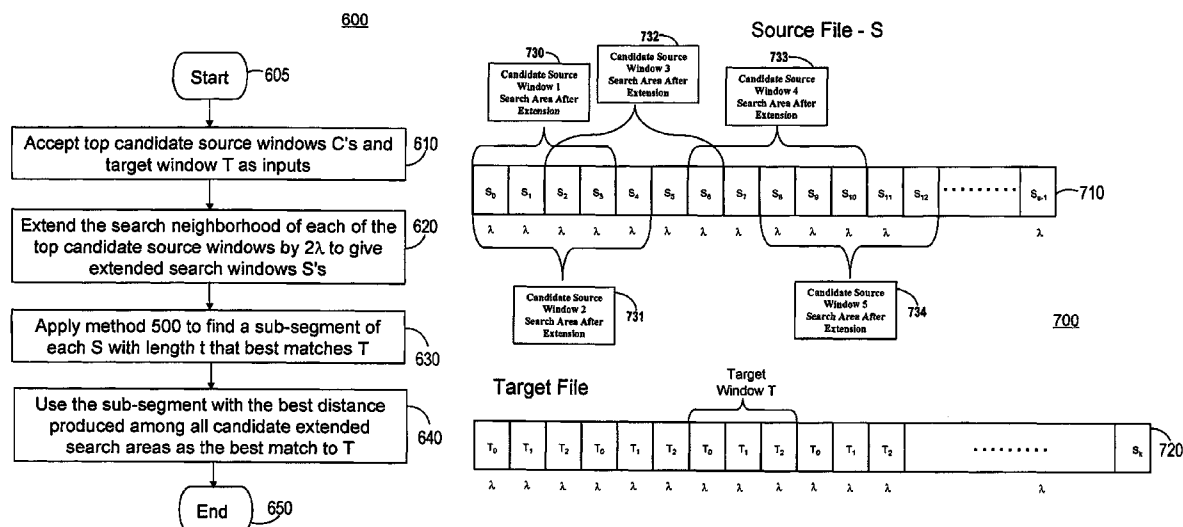 600
Start
605
Accept top candidate source windows C's and
target window T as inputs
610
Extend the search neighborhood of each of the
top candidate source windows by 2λ to give
extended search windows S's
620
Apply method 500 to find a sub-segment of
each S with length t that best matches T
630
Use the sub-segment with the best distance
produced among all candidate extended
search areas as the best match to T
640
End
650
Source File - S
730
Candidate Source
Window 1
Search Area After
Extension
732
Candidate Source
Window 3
Search Area After
Extension
733
Candidate Source
Window 4
Search Area After
Extension
S₀ S₁ S₂ S₃ S₄ S₅ S₆ S₇ S₈ S₉ S₁₀ S₁₁ S₁₂ ......... Sₛ₋₁
710
λ λ λ λ λ λ λ λ λ λ λ λ λ
Candidate Source
Window 2
Search Area After
Extension
731
Candidate Source
Window 5
Search Area After
Extension
734
700
Target File
Target
Window T
T₀ T₁ T₂ T₀ T₁ T₂ T₀ T₁ T₂ T₀ T₁ T₂ ......... Sₖ
720
λ λ λ λ λ λ λ λ λ λ λ λ λ